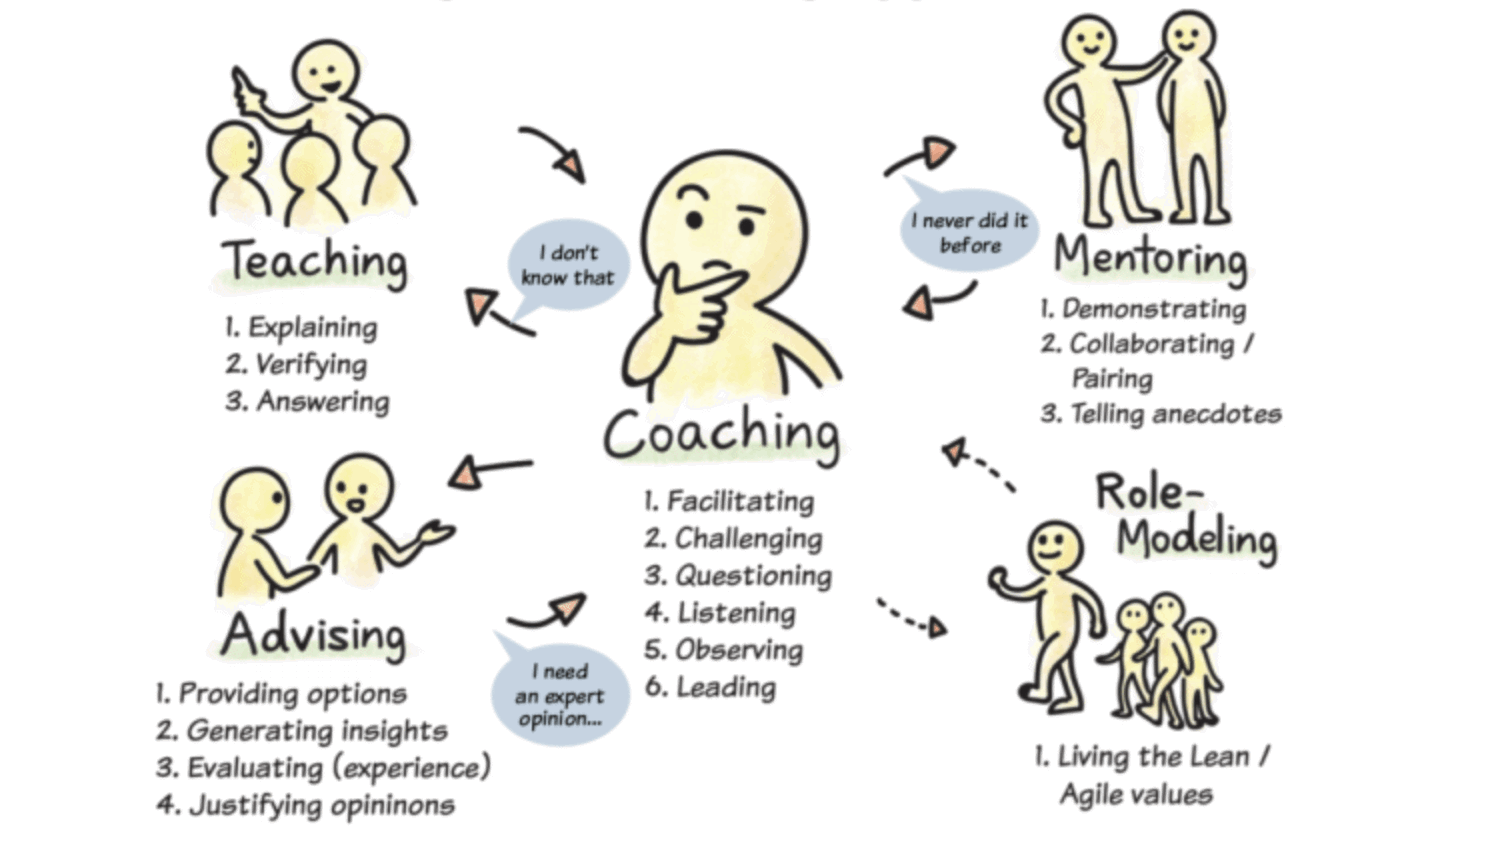 Teaching
1. Explaining
2. Verifying
3. Answering
I don't
know that
Coaching
1. Facilitating
2. Challenging
3. Questioning
4. Listening
5. Observing
6. Leading
I never did it
before
Mentoring
1. Demonstrating
2. Collaborating /
Pairing
3. Telling anecdotes
Advising
1. Providing options
2. Generating insights
3. Evaluating (experience)
4. Justifying opininons
I need
an expert
opinion...
Role-
Modeling
1. Living the Lean /
Agile values